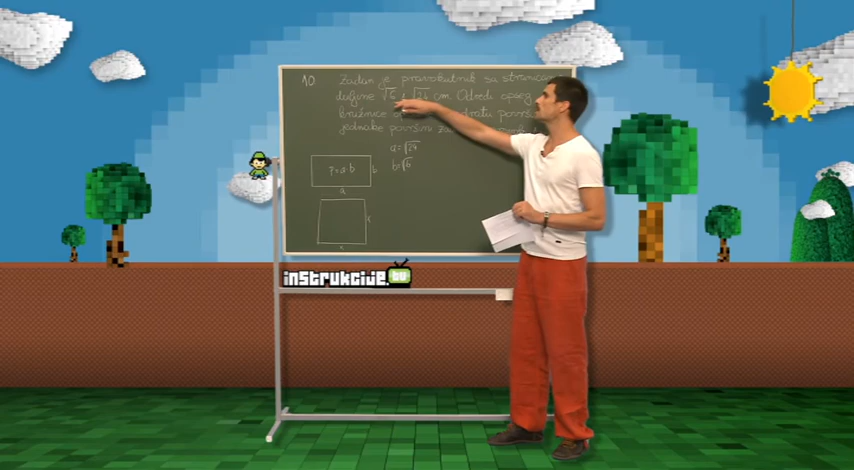 10 Zadan je pravokutnik sa stranicama
duljine √6 i √24 cm. Odredi opseg
kružnice
jednake površini
a=√24
b=√6
P=a·b
b
a
a
a
instrukcije.tv